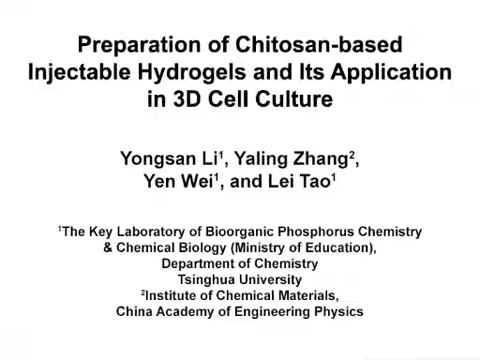 Preparation of Chitosan-based
Injectable Hydrogels and Its Application
in 3D Cell Culture
Yongsan Li¹, Yaling Zhang²,
Yen Wei¹, and Lei Tao¹
¹The Key Laboratory of Bioorganic Phosphorus Chemistry
& Chemical Biology (Ministry of Education),
Department of Chemistry
Tsinghua University
²Institute of Chemical Materials,
China Academy of Engineering Physics